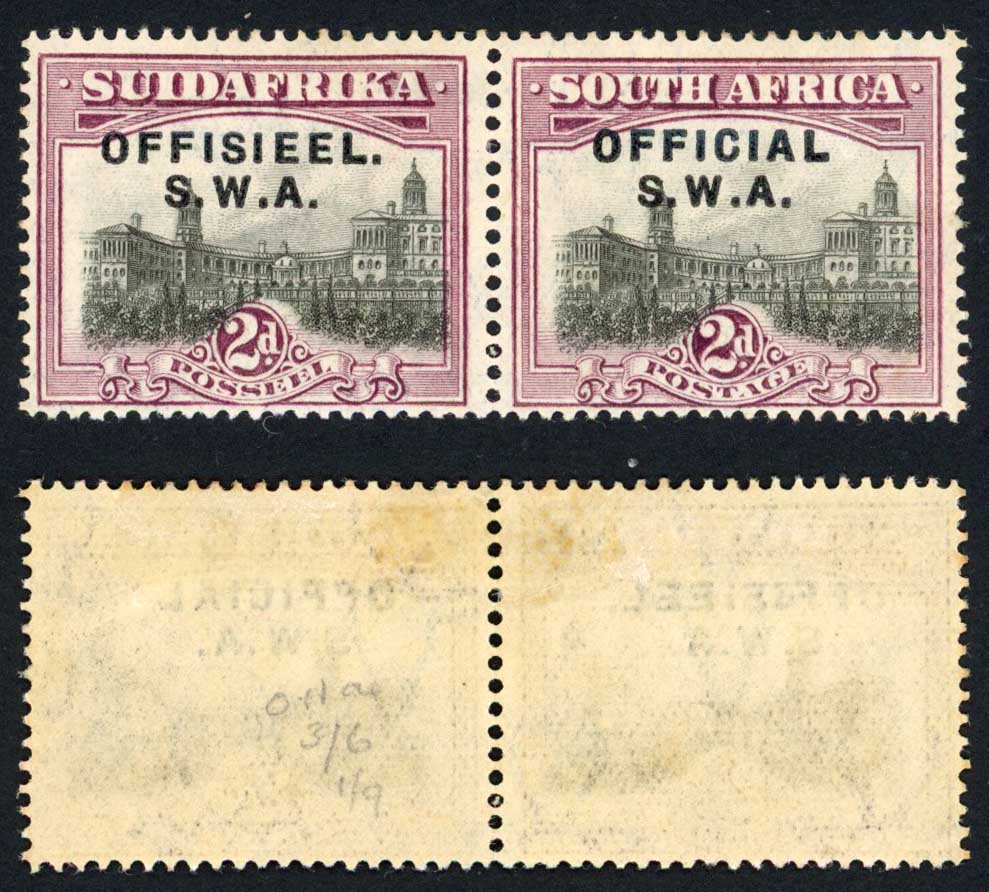 · SUIDAFRIKA ·
OFFISIEEL.
S.W.A.
2d.
POSSEEL
· SOUTH AFRICA ·
OFFICIAL
S.W.A.
2d.
POSTAGE
3/6
1/9